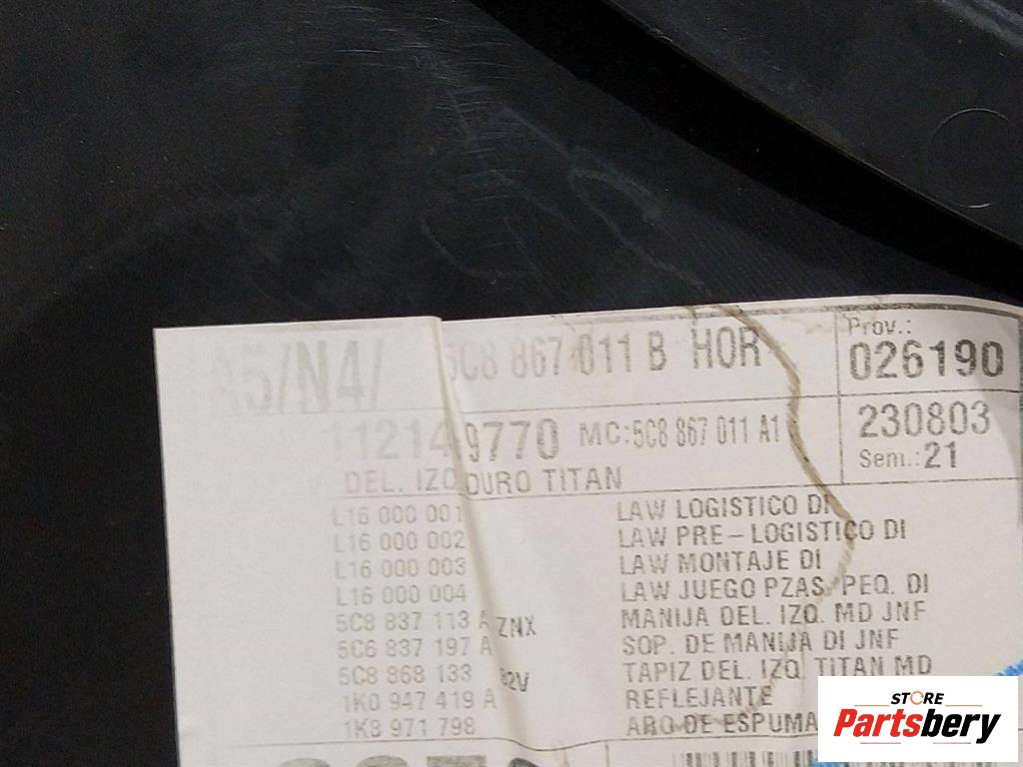 A5/N4/ 5C8 867 011 B HOR
Prov.:
026190
112149770 MC:5C8 867 011 A1
230803
Sem.:21
DEL. IZQ DURO TITAN
L16 000 001 LAW LOGISTICO DI
L16 000 002 LAW PRE-LOGISTICO DI
L16 000 003 LAW MONTAJE DI
L16 000 004 LAW JUEGO PZAS. PEQ. DI
5C8 837 113 A ZNX MANIJA DEL. IZQ. MD JNF
5C6 837 197 A SOP. DE MANIJA DI JNF
5C8 868 133 82V TAPIZ DEL. IZQ. TITAN MD
1K0 947 419 A REFLEJANTE
1K8 971 798 ARO DE ESPUMA
STORE
Partsbery